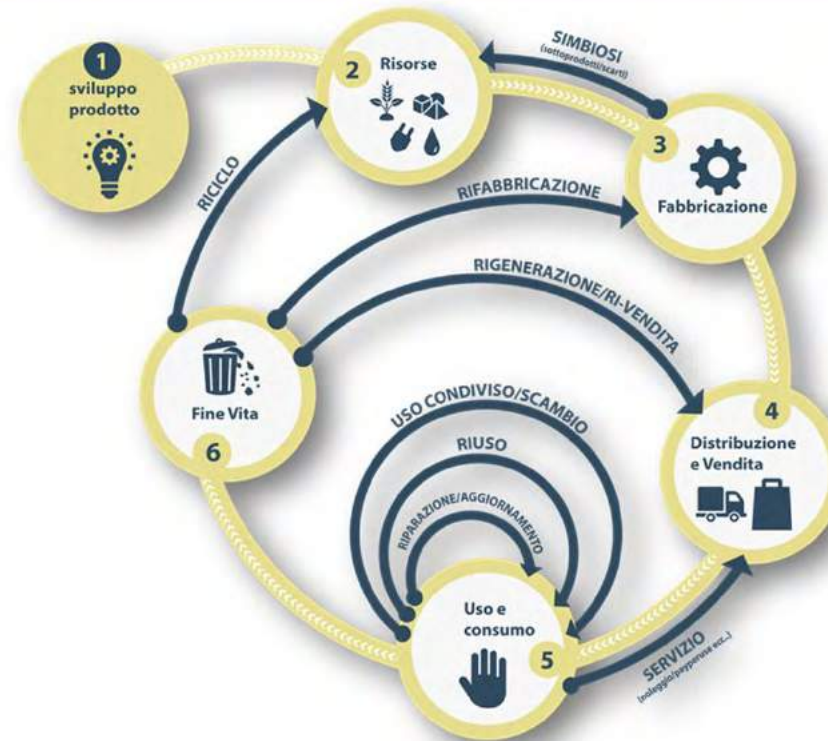 1
sviluppo
prodotto
2
Risorse
SIMBIOSI
(sottoprodotti/scarti)
3
Fabbricazione
RICICLO
RIFABBRICAZIONE
RIGENERAZIONE/RI-VENDITA
4
Distribuzione
e Vendita
Fine Vita
6
USO CONDIVISO/SCAMBIO
RIUSO
RIPARAZIONE/AGGIORNAMENTO
Uso e
consumo
5
SERVIZIO
(noleggio/payperuse ecc..)